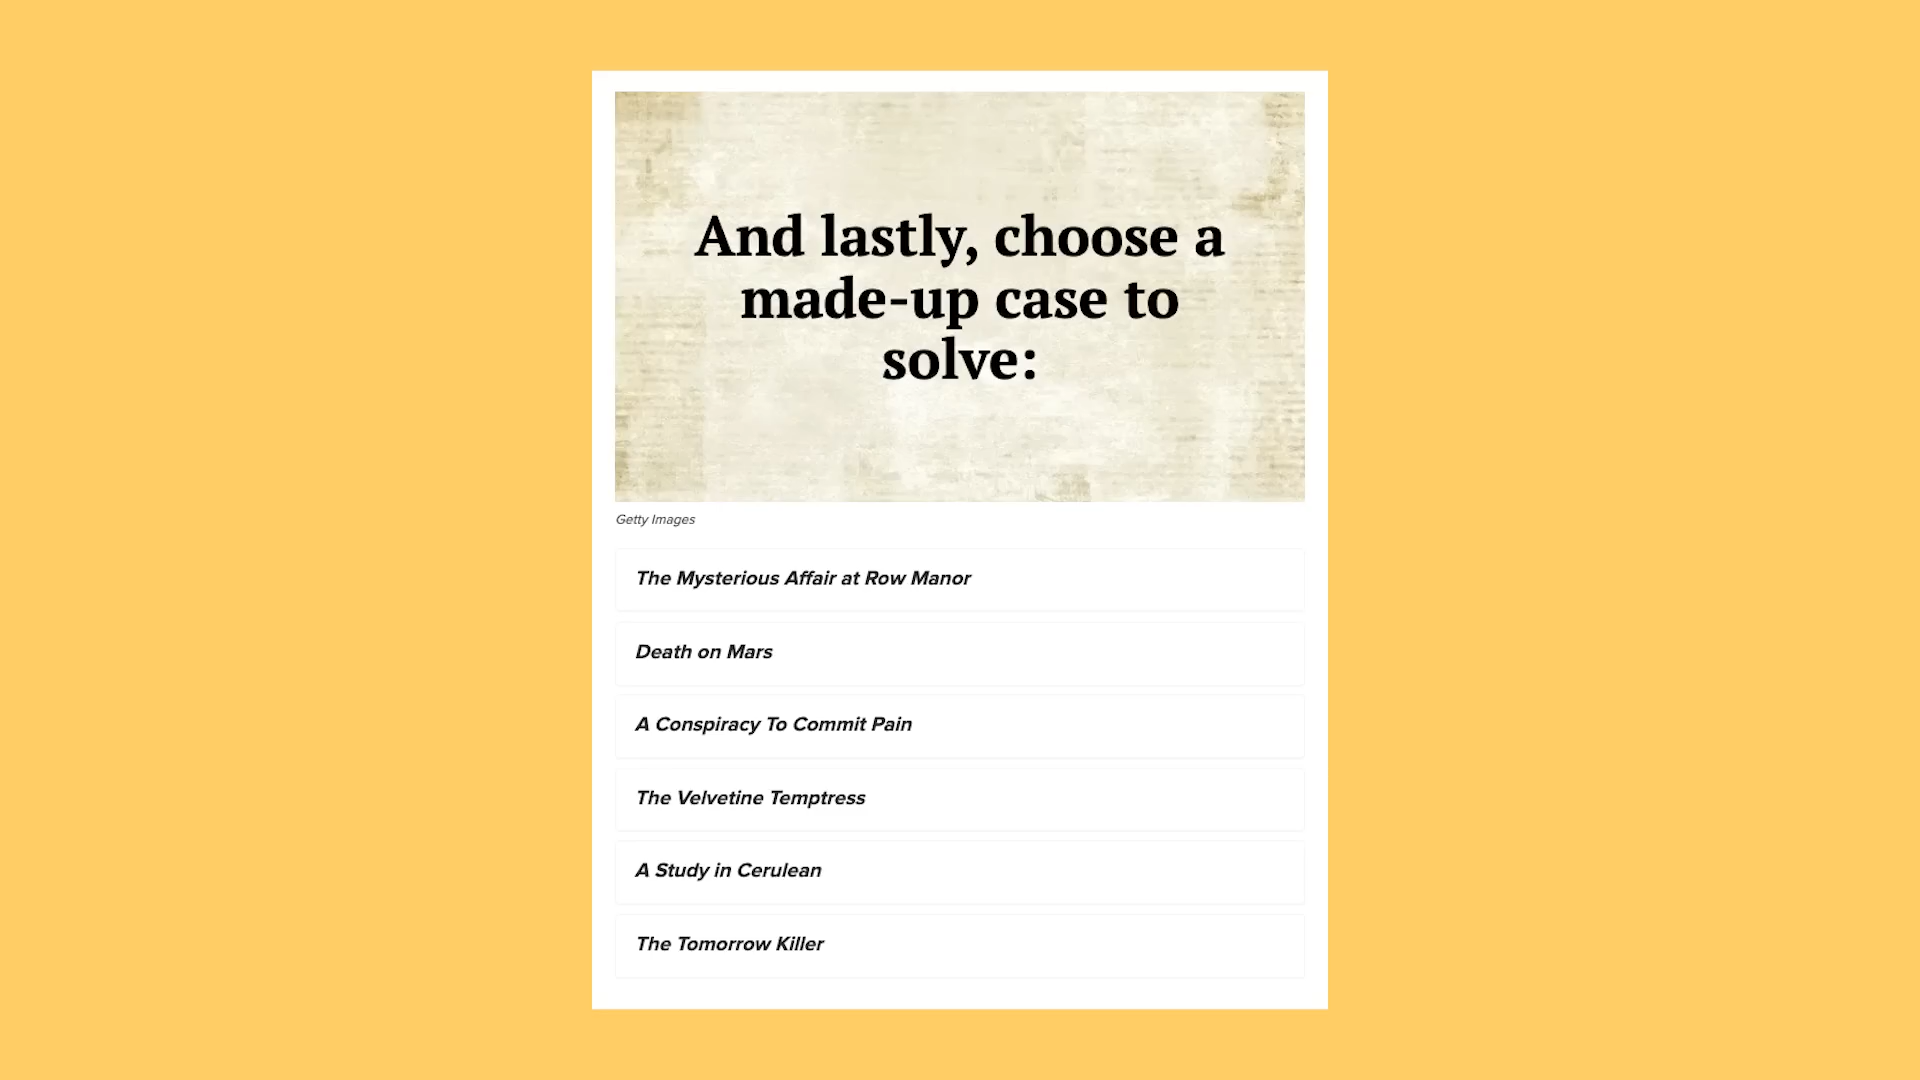 And lastly, choose a
made-up case to
solve:
Getty Images
The Mysterious Affair at Row Manor
Death on Mars
A Conspiracy To Commit Pain
The Velvetine Temptress
A Study in Cerulean
The Tomorrow Killer